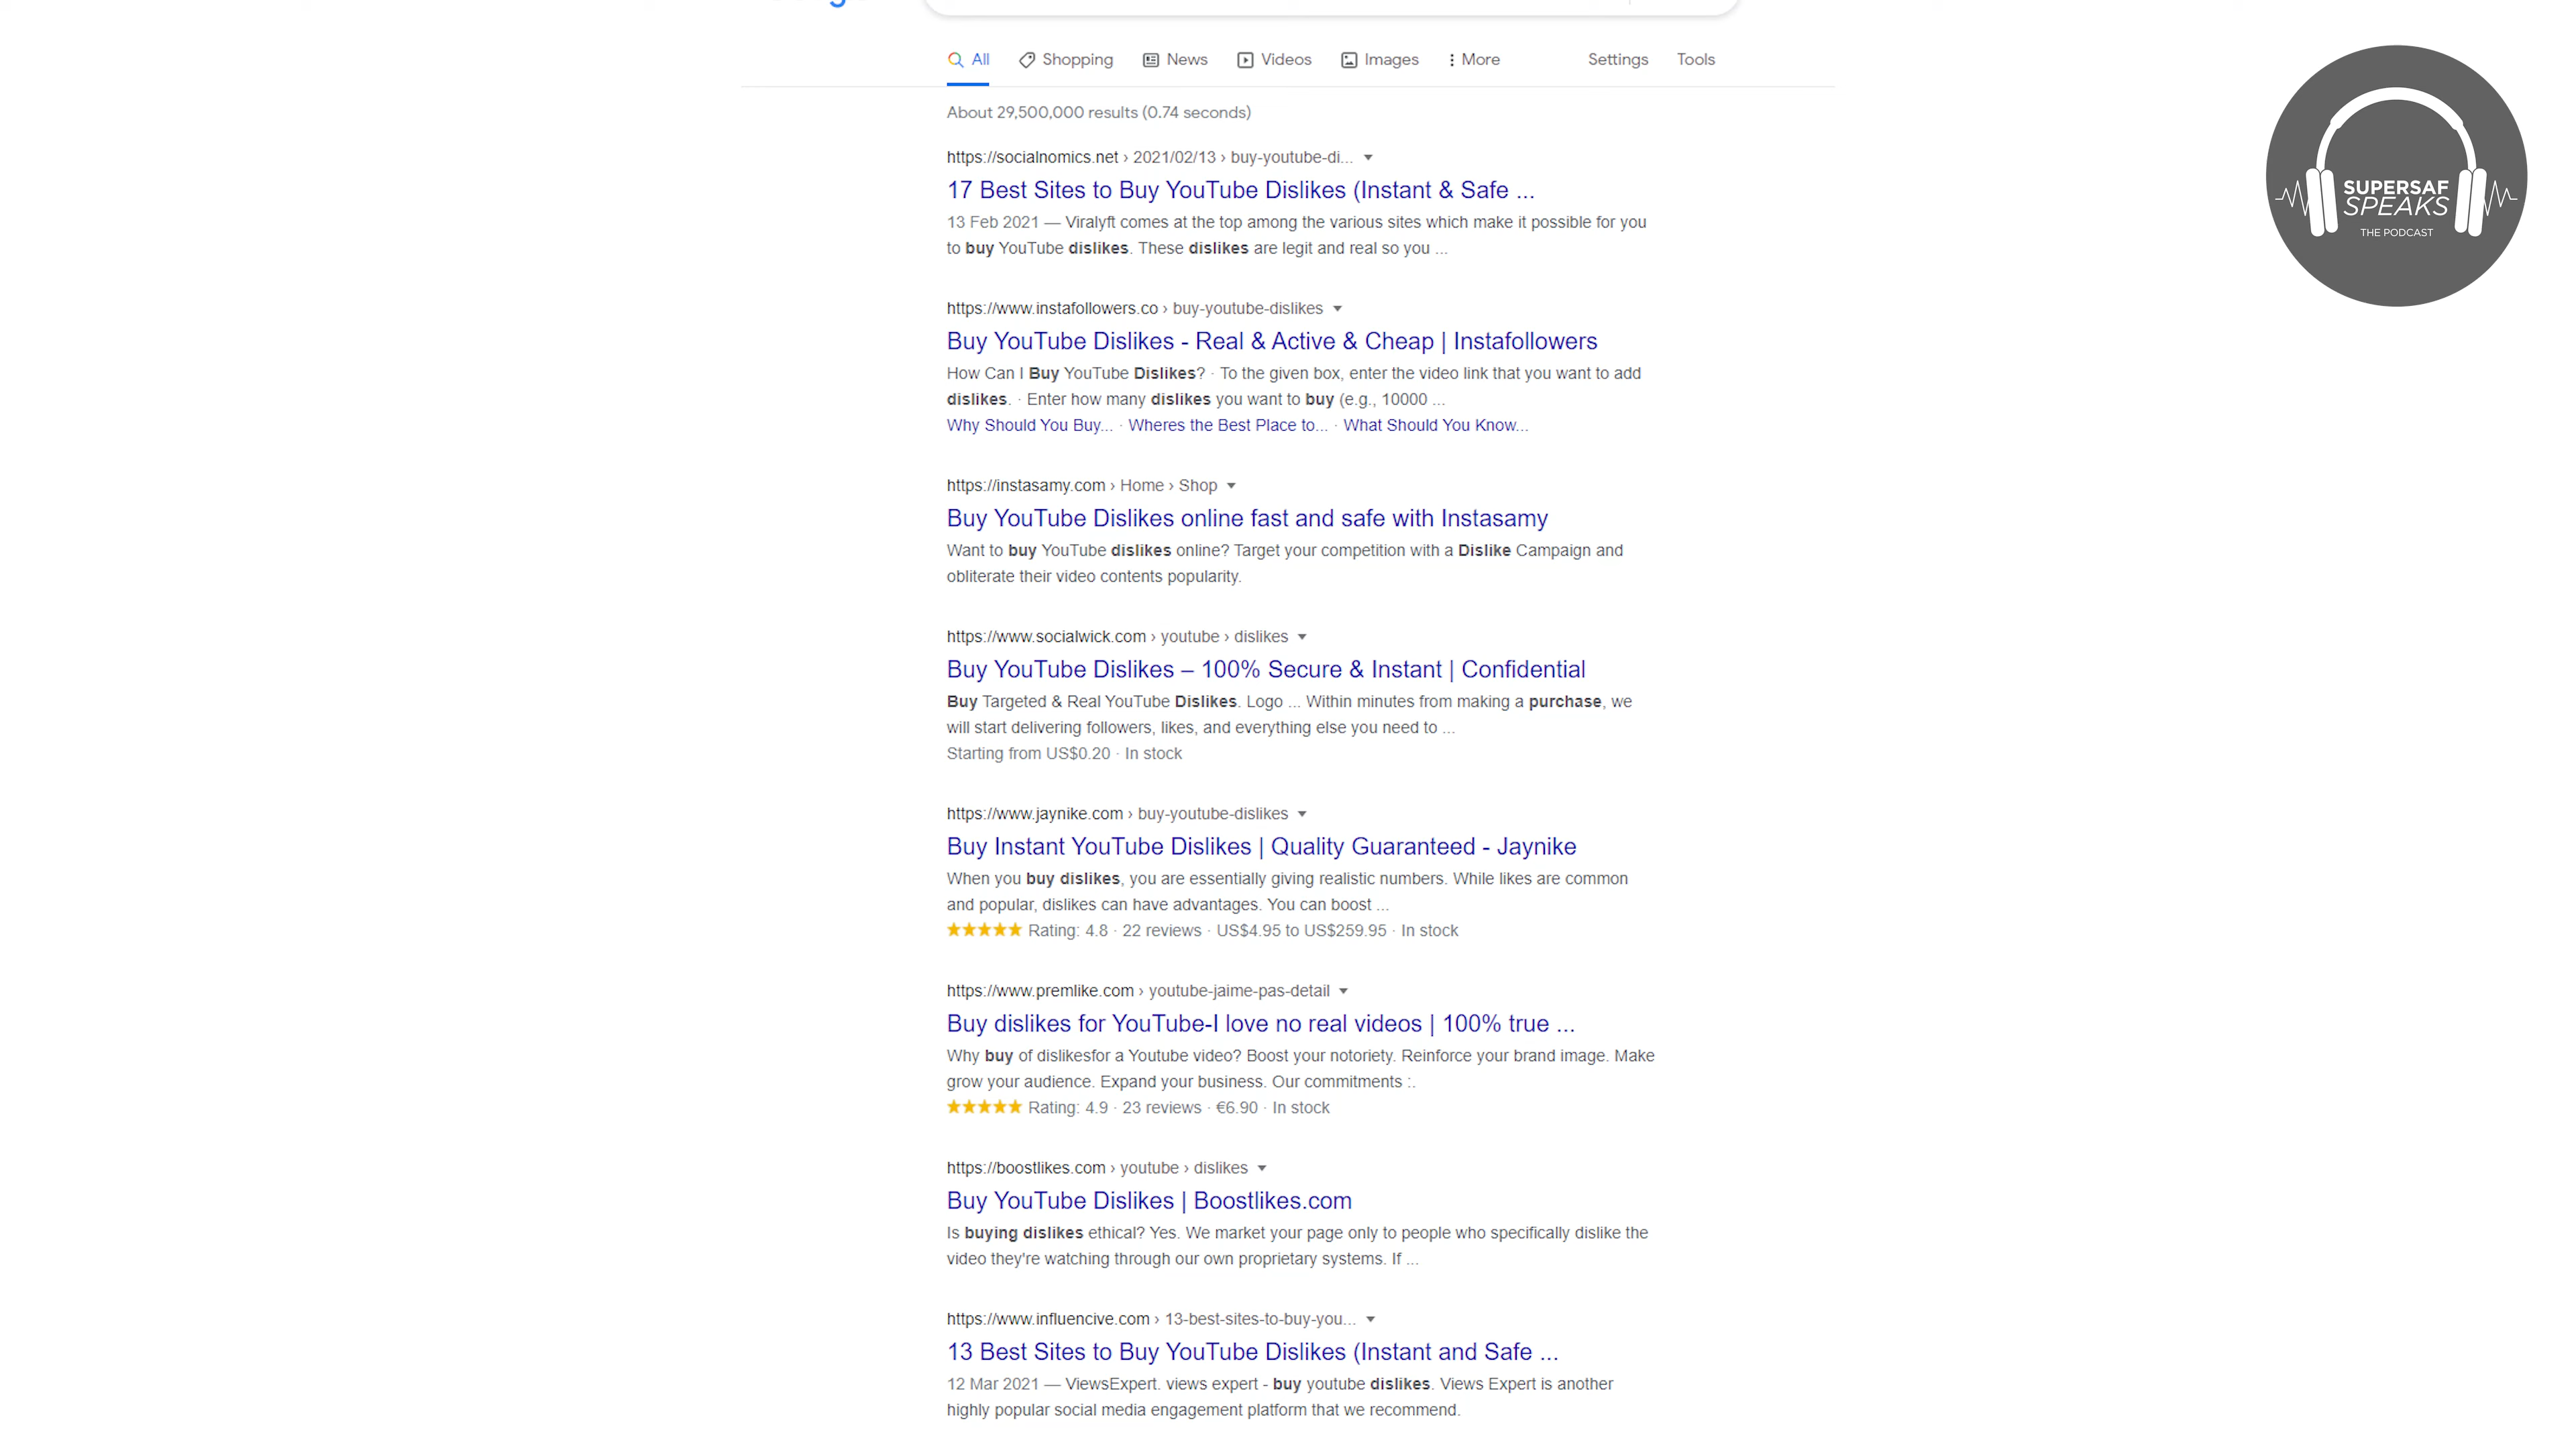 All Shopping News Videos Images More Settings Tools
About 29,500,000 results (0.74 seconds)
https://socialnomics.net › 2021/02/13 › buy-youtube-di...
17 Best Sites to Buy YouTube Dislikes (Instant & Safe ...
13 Feb 2021 — Viralyft comes at the top among the various sites which make it possible for you
to buy YouTube dislikes. These dislikes are legit and real so you ...
https://www.instafollowers.co › buy-youtube-dislikes
Buy YouTube Dislikes - Real & Active & Cheap | Instafollowers
How Can I Buy YouTube Dislikes? · To the given box, enter the video link that you want to add
dislikes. · Enter how many dislikes you want to buy (e.g., 10000 ...
Why Should You Buy... · Wheres the Best Place to... · What Should You Know...
https://instasamy.com › Home › Shop
Buy YouTube Dislikes online fast and safe with Instasamy
Want to buy YouTube dislikes online? Target your competition with a Dislike Campaign and
obliterate their video contents popularity.
https://www.socialwick.com › youtube › dislikes
Buy YouTube Dislikes – 100% Secure & Instant | Confidential
Buy Targeted & Real YouTube Dislikes. Logo ... Within minutes from making a purchase, we
will start delivering followers, likes, and everything else you need to ...
Starting from US$0.20 · In stock
https://www.jaynike.com › buy-youtube-dislikes
Buy Instant YouTube Dislikes | Quality Guaranteed - Jaynike
When you buy dislikes, you are essentially giving realistic numbers. While likes are common
and popular, dislikes can have advantages. You can boost ...
Rating: 4.8 · 22 reviews · US$4.95 to US$259.95 · In stock
https://www.premlike.com › youtube-jaime-pas-detail
Buy dislikes for YouTube-I love no real videos | 100% true ...
Why buy of dislikesfor a Youtube video? Boost your notoriety. Reinforce your brand image. Make
grow your audience. Expand your business. Our commitments :.
Rating: 4.9 · 23 reviews · €6.90 · In stock
https://boostlikes.com › youtube › dislikes
Buy YouTube Dislikes | Boostlikes.com
Is buying dislikes ethical? Yes. We market your page only to people who specifically dislike the
video they're watching through our own proprietary systems. If ...
https://www.influencive.com › 13-best-sites-to-buy-you...
13 Best Sites to Buy YouTube Dislikes (Instant and Safe ...
12 Mar 2021 — ViewsExpert. views expert - buy youtube dislikes. Views Expert is another
highly popular social media engagement platform that we recommend.
SUPERSAF
SPEAKS
THE PODCAST